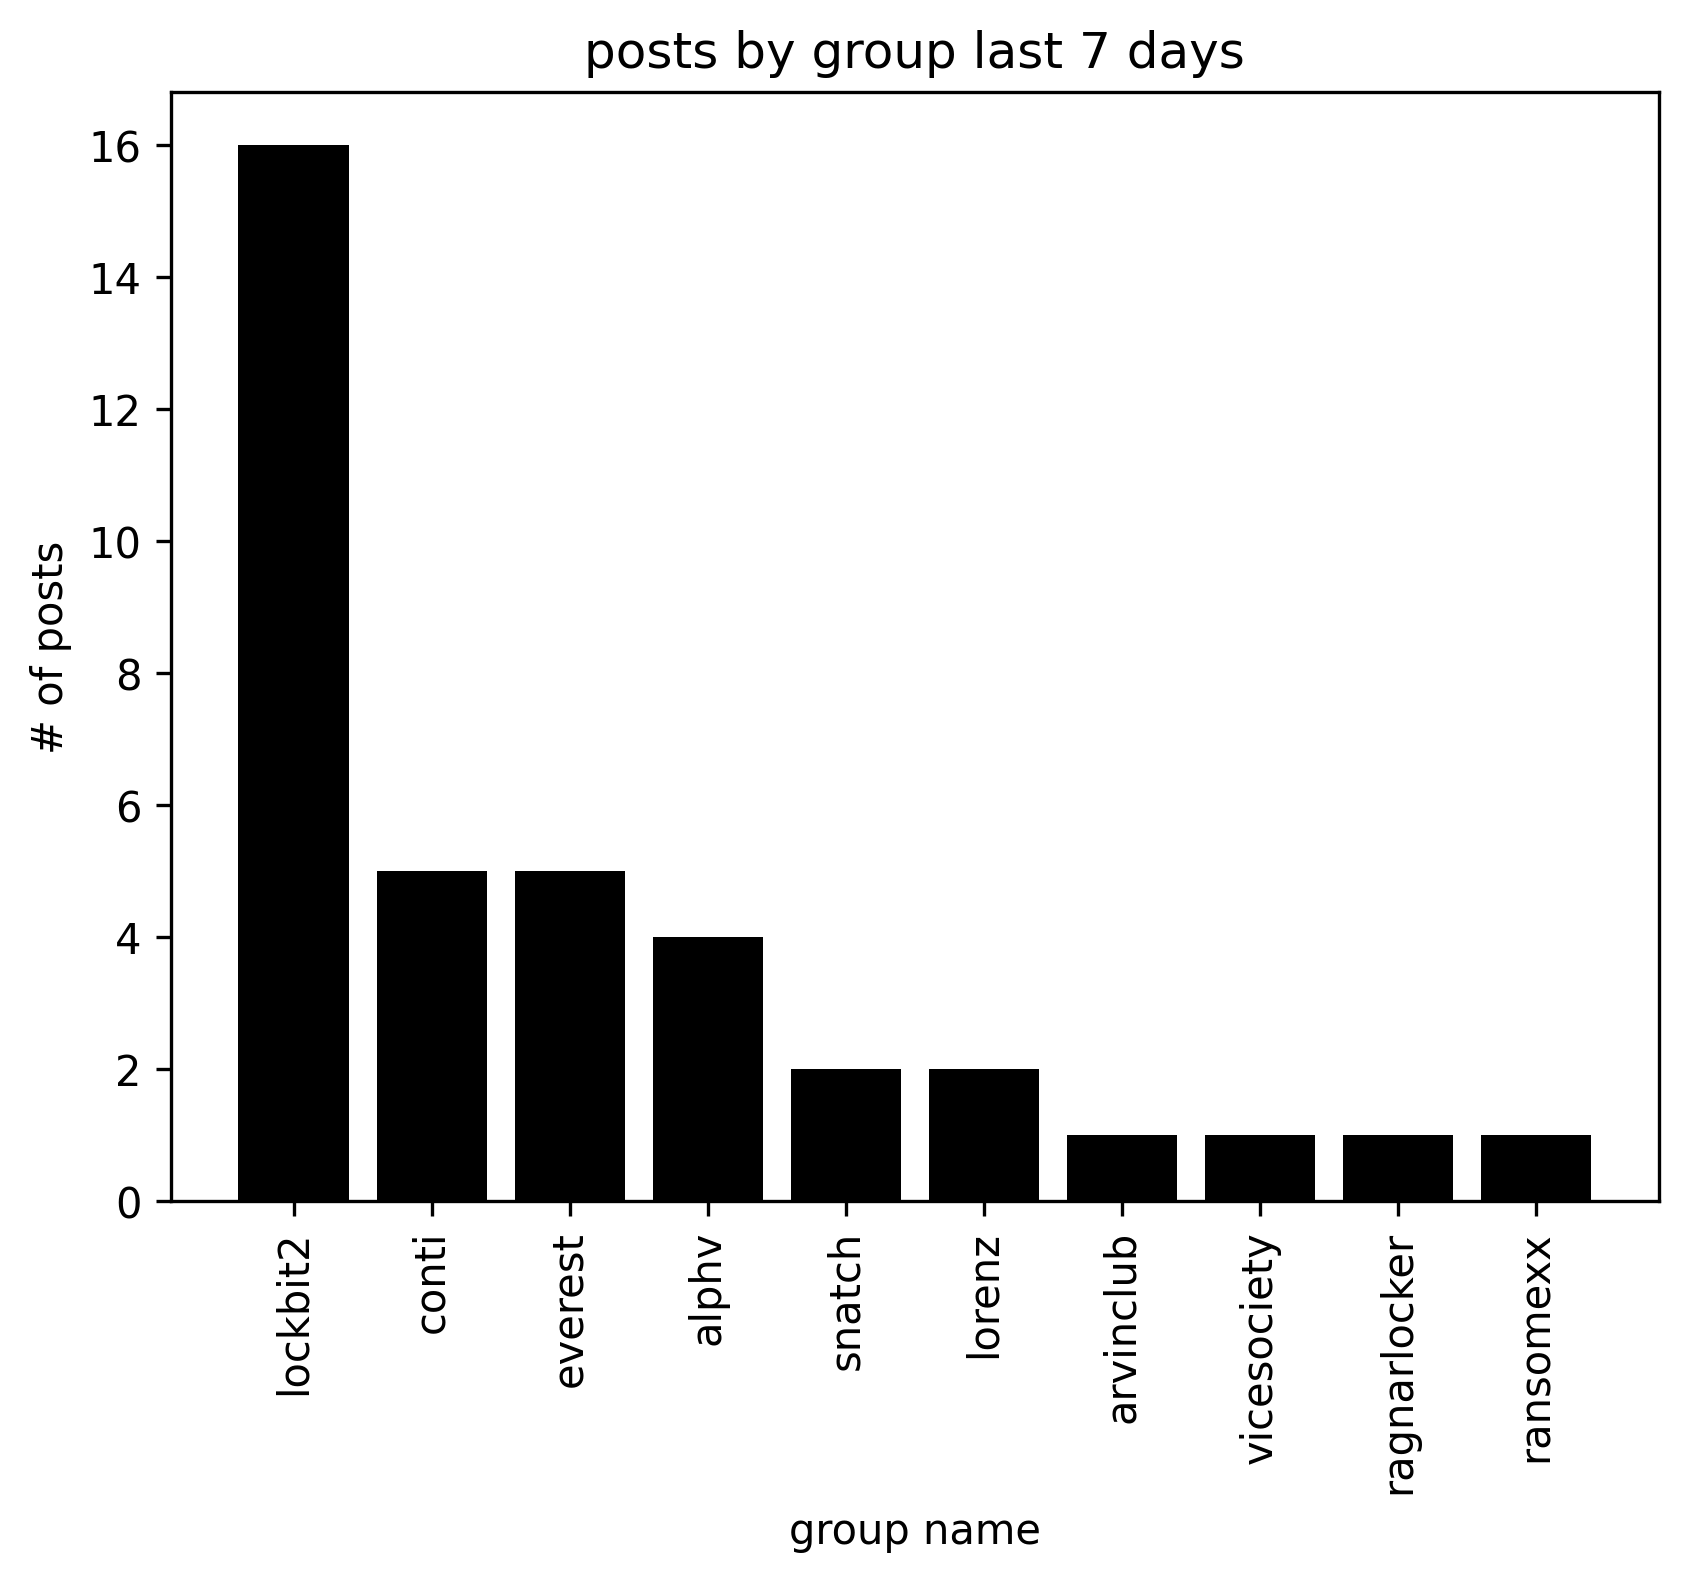 posts by group last 7 days
# of posts
16
14
12
10
8
6
4
2
0
lockbit2
conti
everest
alphv
snatch
lorenz
arvinclub
vicesociety
ragnarlocker
ransomexx
group name